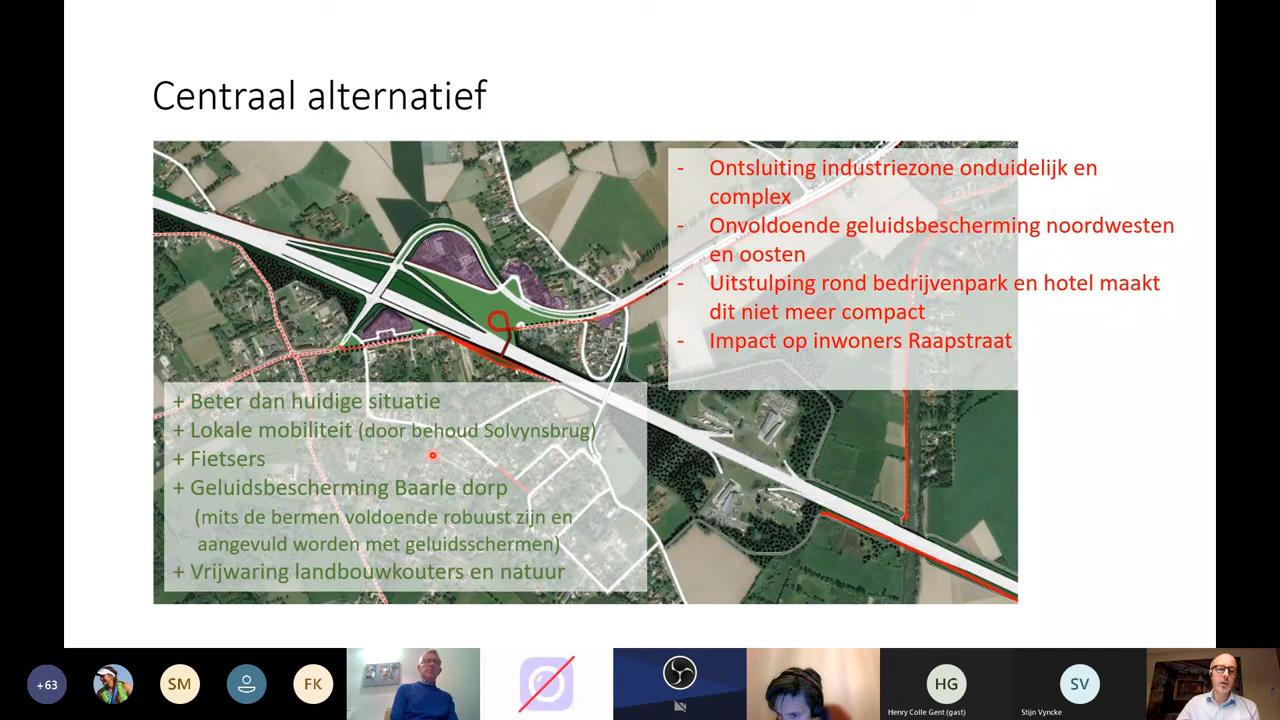 Centraal alternatief
- Ontsluiting industriezone onduidelijk en
complex
- Onvoldoende geluidsbescherming noordwesten
en oosten
- Uitstulping rond bedrijvenpark en hotel maakt
dit niet meer compact
- Impact op inwoners Raapstraat
+ Beter dan huidige situatie
+ Lokale mobiliteit (door behoud Solvynsbrug)
+ Fietsers
+ Geluidsbescherming Baarle dorp
(mits de bermen voldoende robuust zijn en
aangevuld worden met geluidsschermen)
+ Vrijwaring landbouwkouters en natuur
+63
SM
FK
HG
SV
Henry Colle Gent (gast)
Stijn Vyncke